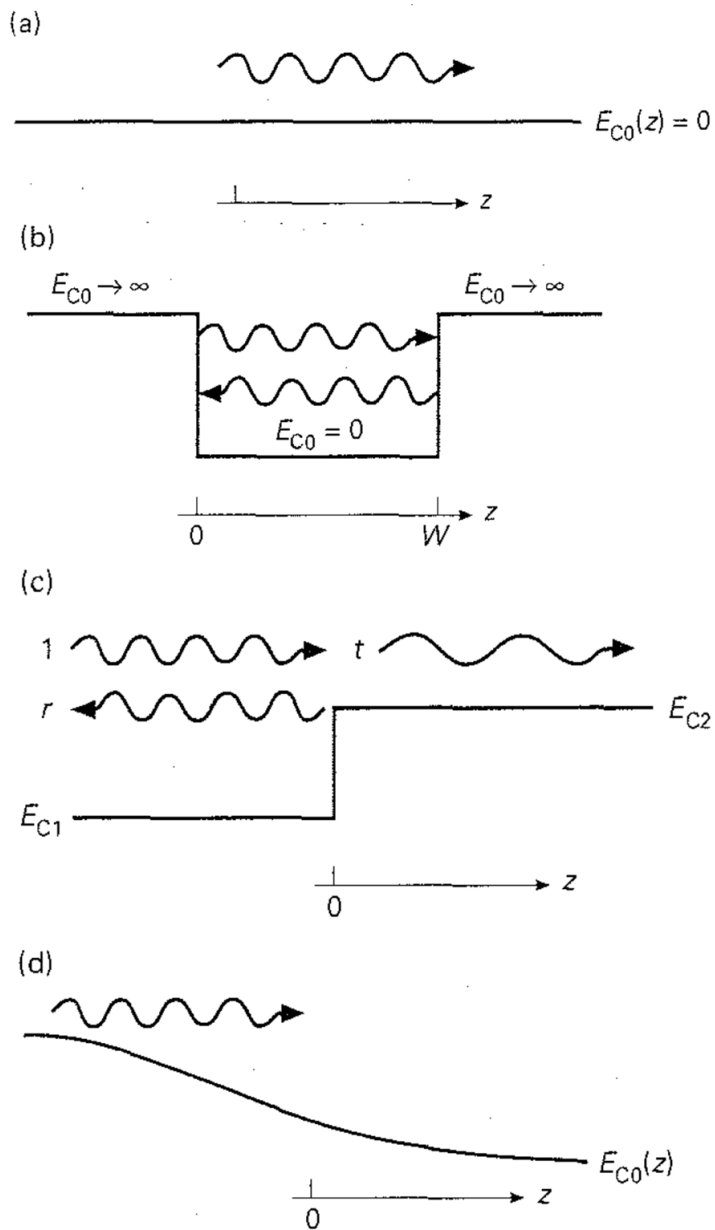 (a)
E_C0(z) = 0
z
(b)
E_C0 → ∞ E_C0 → ∞
E_C0 = 0
0 W z
(c)
1 t
r E_C2
E_C1
z
0
(d)
E_C0(z)
z
0